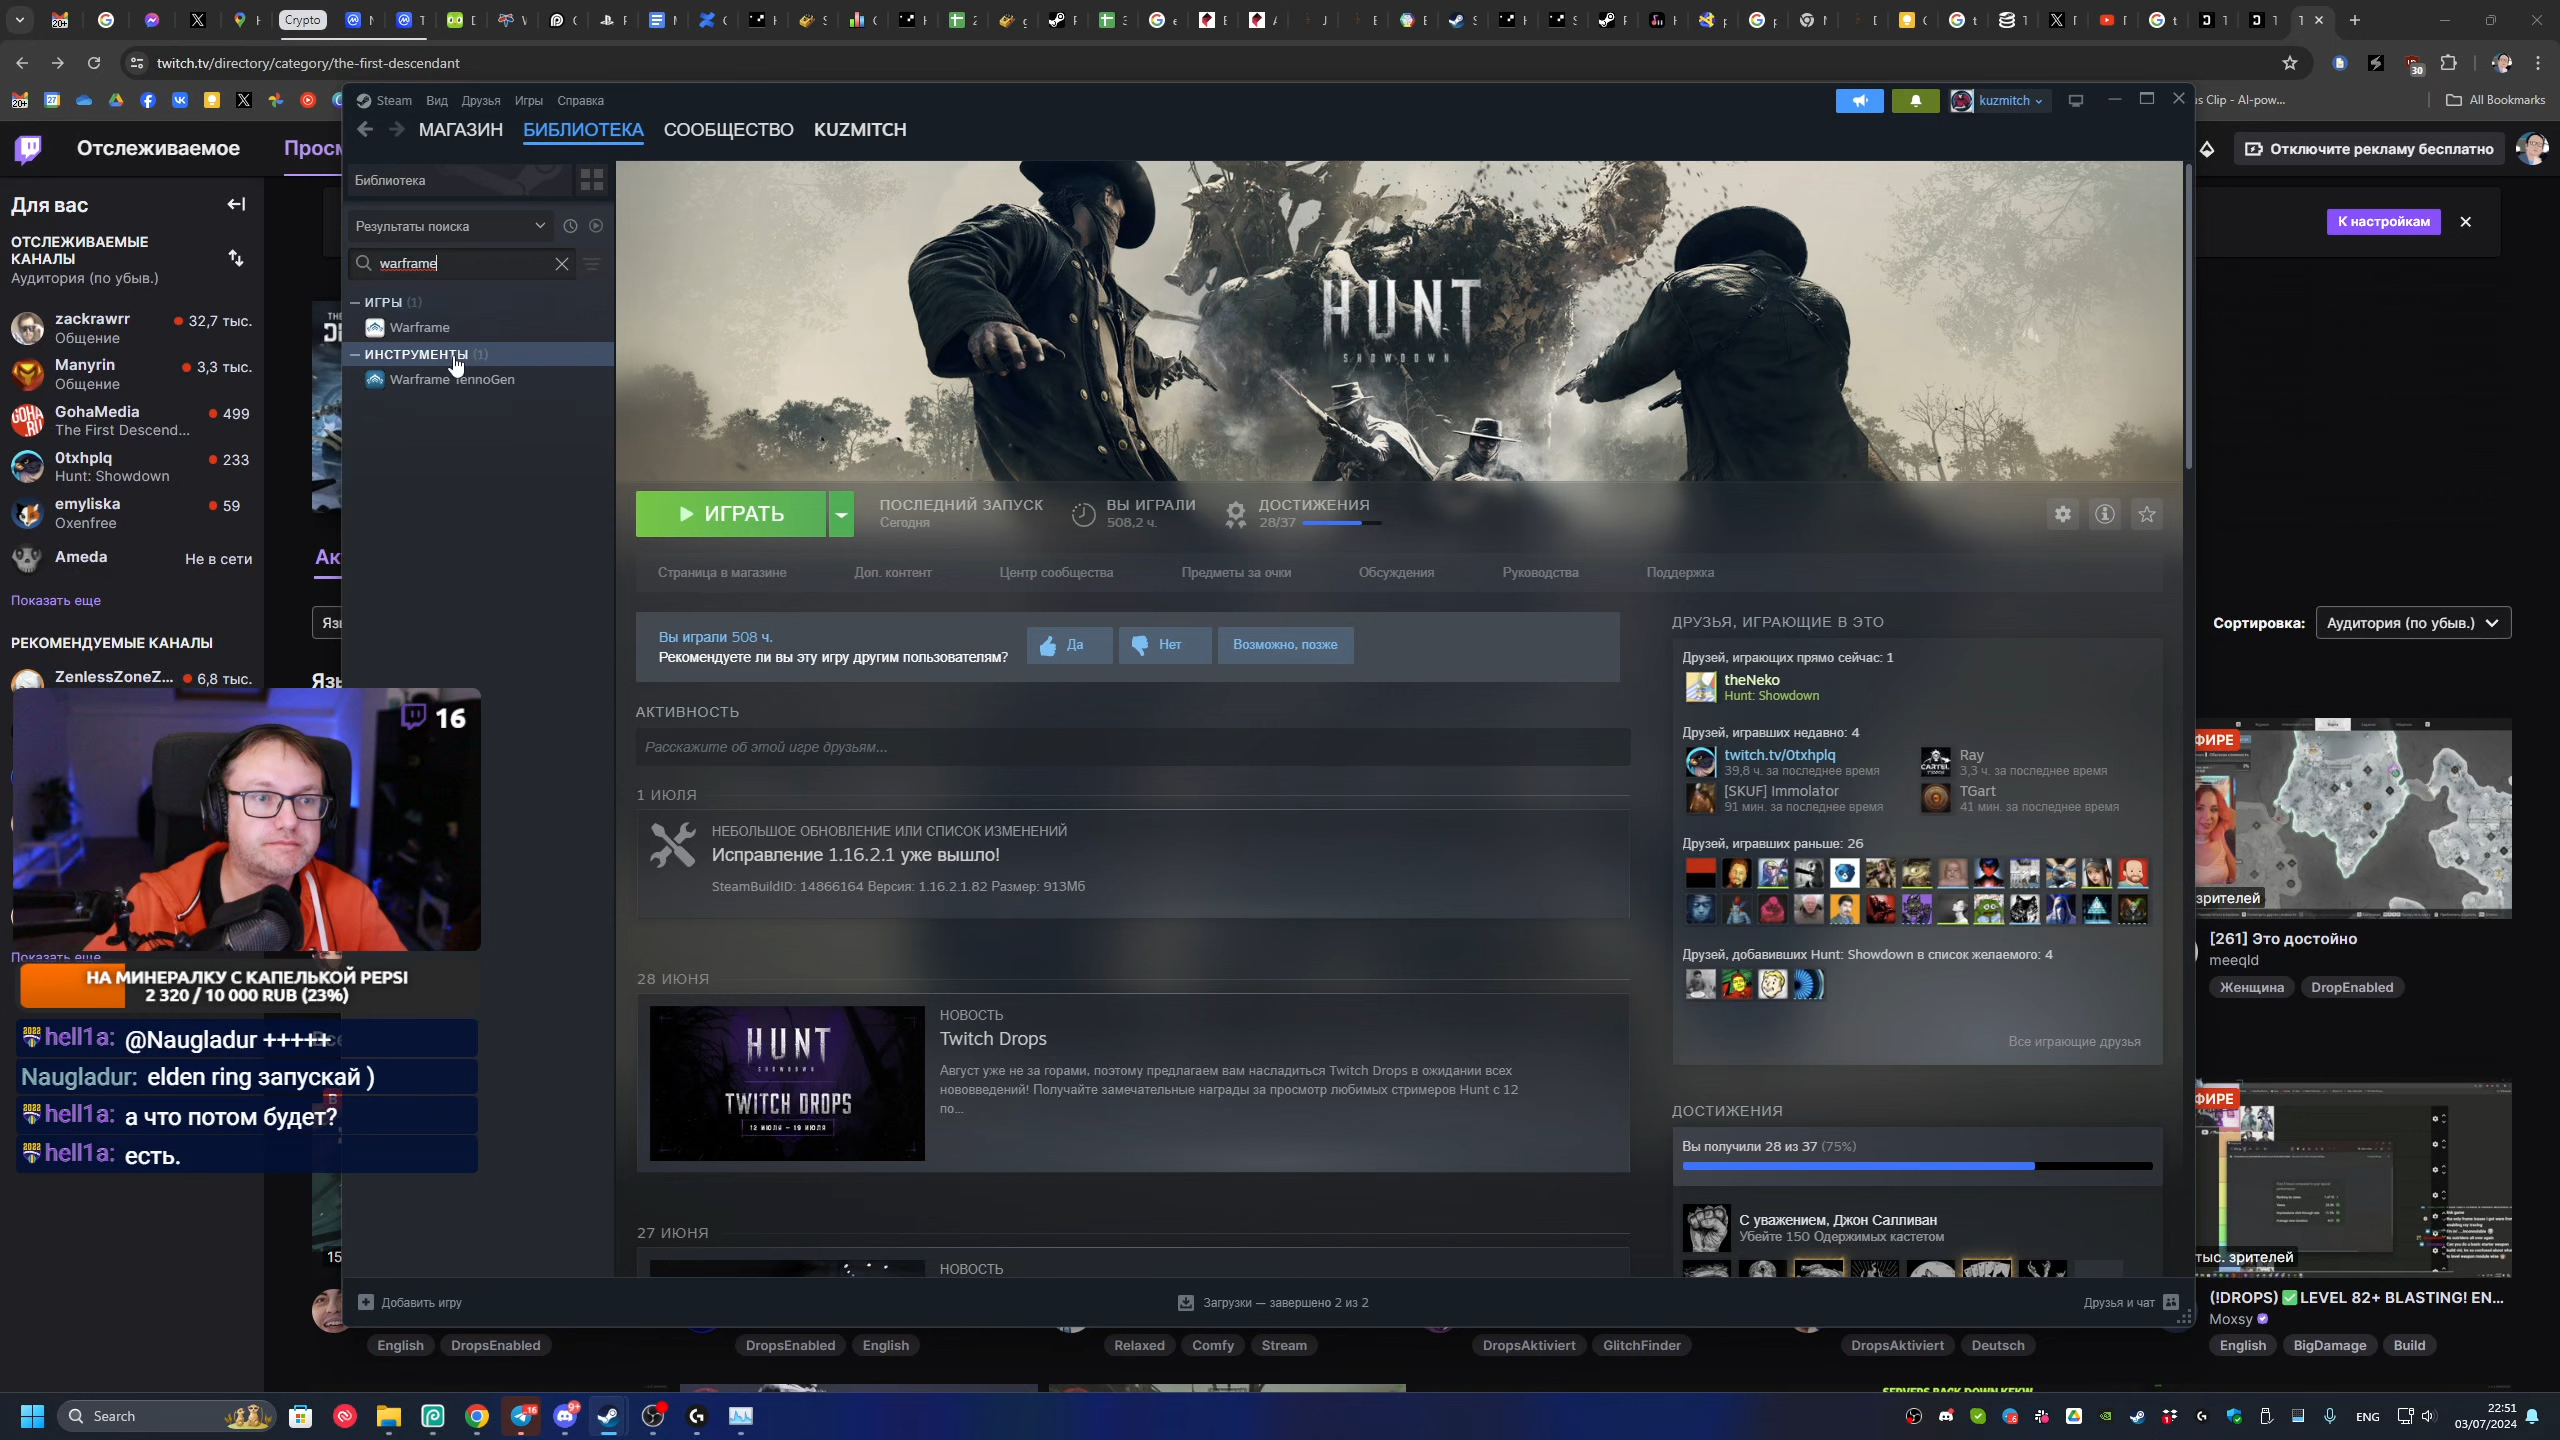 Crypto
twitch.tv/directory/category/the-first-descendant
30
s Clip - AI-pow...
All Bookmarks
Steam Вид Друзья Игры Справка
kuzmitch
МАГАЗИН БИБЛИОТЕКА СООБЩЕСТВО KUZMITCH
Отслеживаемое
Отключите рекламу бесплатно
Для вас
ОТСЛЕЖИВАЕМЫЕ
КАНАЛЫ
Аудитория (по убыв.)
zackrawrr 32,7 тыс.
Общение
Manyrin 3,3 тыс.
Общение
GohaMedia 499
The First Descend...
0txhplq 233
Hunt: Showdown
emyliska 59
Oxenfree
Ameda Не в сети
Показать еще
РЕКОМЕНДУЕМЫЕ КАНАЛЫ
ZenlessZoneZ... 6,8 тыс.
16
НА МИНЕРАЛКУ С КАПЕЛЬКОЙ PEPSI
2 320 / 10 000 RUB (23%)
hell1a: @Naugladur +++++
Naugladur: elden ring запускай )
hell1a: а что потом будет?
hell1a: есть.
Библиотека
Результаты поиска
warframe
— ИГРЫ (1)
Warframe
— ИНСТРУМЕНТЫ (1)
Warframe TennoGen
HUNT
SHOWDOWN
ИГРАТЬ
ПОСЛЕДНИЙ ЗАПУСК
Сегодня
ВЫ ИГРАЛИ
508,2 ч.
ДОСТИЖЕНИЯ
28/37
Страница в магазине
Доп. контент
Центр сообщества
Предметы за очки
Обсуждения
Руководства
Поддержка
Вы играли 508 ч.
Рекомендуете ли вы эту игру другим пользователям?
Да
Нет
Возможно, позже
АКТИВНОСТЬ
Расскажите об этой игре друзьям...
1 ИЮЛЯ
НЕБОЛЬШОЕ ОБНОВЛЕНИЕ ИЛИ СПИСОК ИЗМЕНЕНИЙ
Исправление 1.16.2.1 уже вышло!
SteamBuildID: 14866164 Версия: 1.16.2.1.82 Размер: 913Мб
28 ИЮНЯ
HUNT
SHOWDOWN
TWITCH DROPS
12 ИЮЛЯ – 19 ИЮЛЯ
НОВОСТЬ
Twitch Drops
Август уже не за горами, поэтому предлагаем вам насладиться Twitch Drops в ожидании всех
нововведений! Получайте замечательные награды за просмотр любимых стримеров Hunt с 12
по...
27 ИЮНЯ
НОВОСТЬ
ДРУЗЬЯ, ИГРАЮЩИЕ В ЭТО
Друзей, играющих прямо сейчас: 1
theNeko
Hunt: Showdown
Друзей, игравших недавно: 4
twitch.tv/0txhplq
39,8 ч. за последнее время
Ray
3,3 ч. за последнее время
[SKUF] Immolator
91 мин. за последнее время
TGart
41 мин. за последнее время
Друзей, игравших раньше: 26
Друзей, добавивших Hunt: Showdown в список желаемого: 4
Все играющие друзья
ДОСТИЖЕНИЯ
Вы получили 28 из 37 (75%)
С уважением, Джон Салливан
Убейте 150 Одержимых кастетом
Добавить игру
Загрузки — завершено 2 из 2
Друзья и чат
К настройкам
Сортировка: Аудитория (по убыв.)
зрителей
[261] Это достойно
meeqld
Женщина DropEnabled
тыс. зрителей
(!DROPS) ✅LEVEL 82+ BLASTING! EN...
Moxsy
English BigDamage Build
English DropsEnabled
DropsEnabled English
Relaxed Comfy Stream
DropsAktiviert GlitchFinder
DropsAktiviert Deutsch
Search
ENG
22:51
03/07/2024